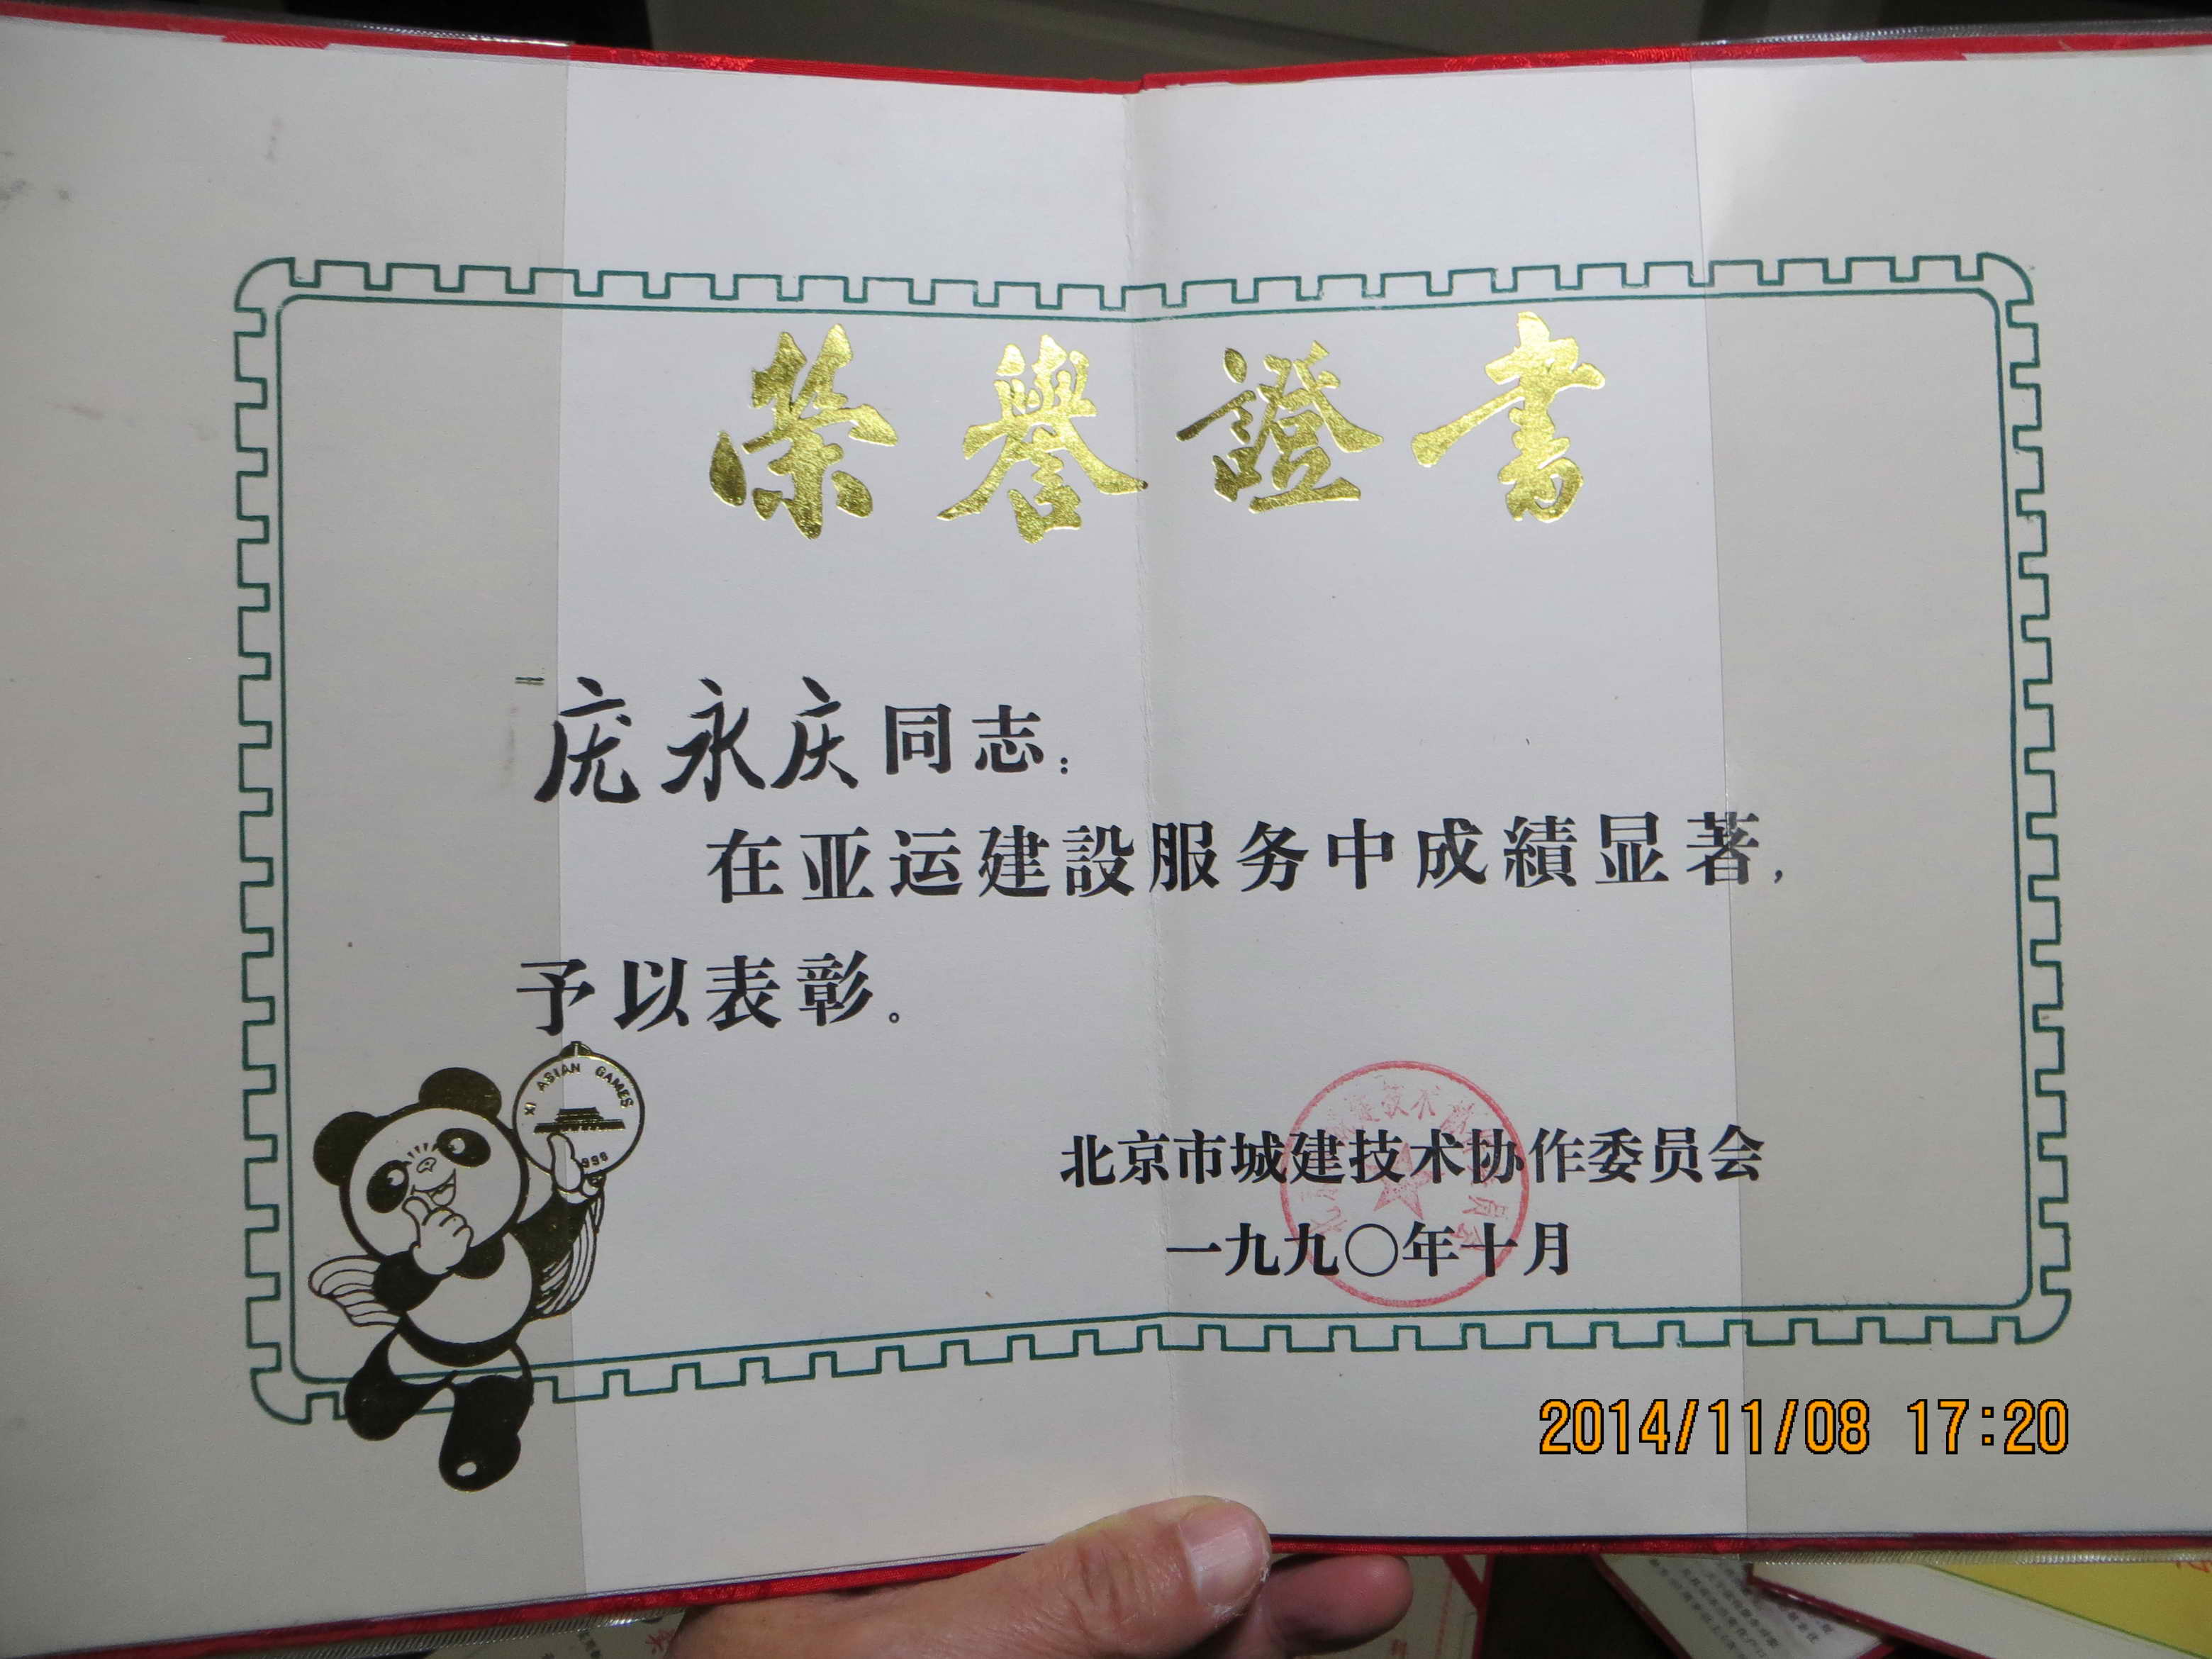 榮譽證書
庞永庆同志：
在亚运建設服务中成績显著，
予以表彰。
XI ASIAN GAMES
北京市城建技术协作委员会
一九九〇年十月
2014/11/08 17:20